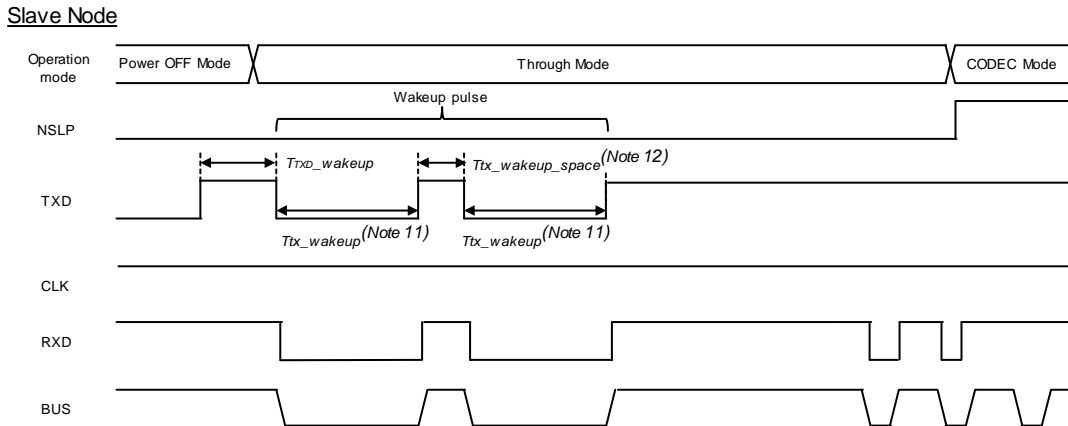 Slave Node
Operation mode
Power OFF Mode
Through Mode
CODEC Mode
Wakeup pulse
NSLP
TTXD_wakeup
Ttx_wakeup_space(Note 12)
TXD
Ttx_wakeup(Note 11)
Ttx_wakeup(Note 11)
CLK
RXD
BUS